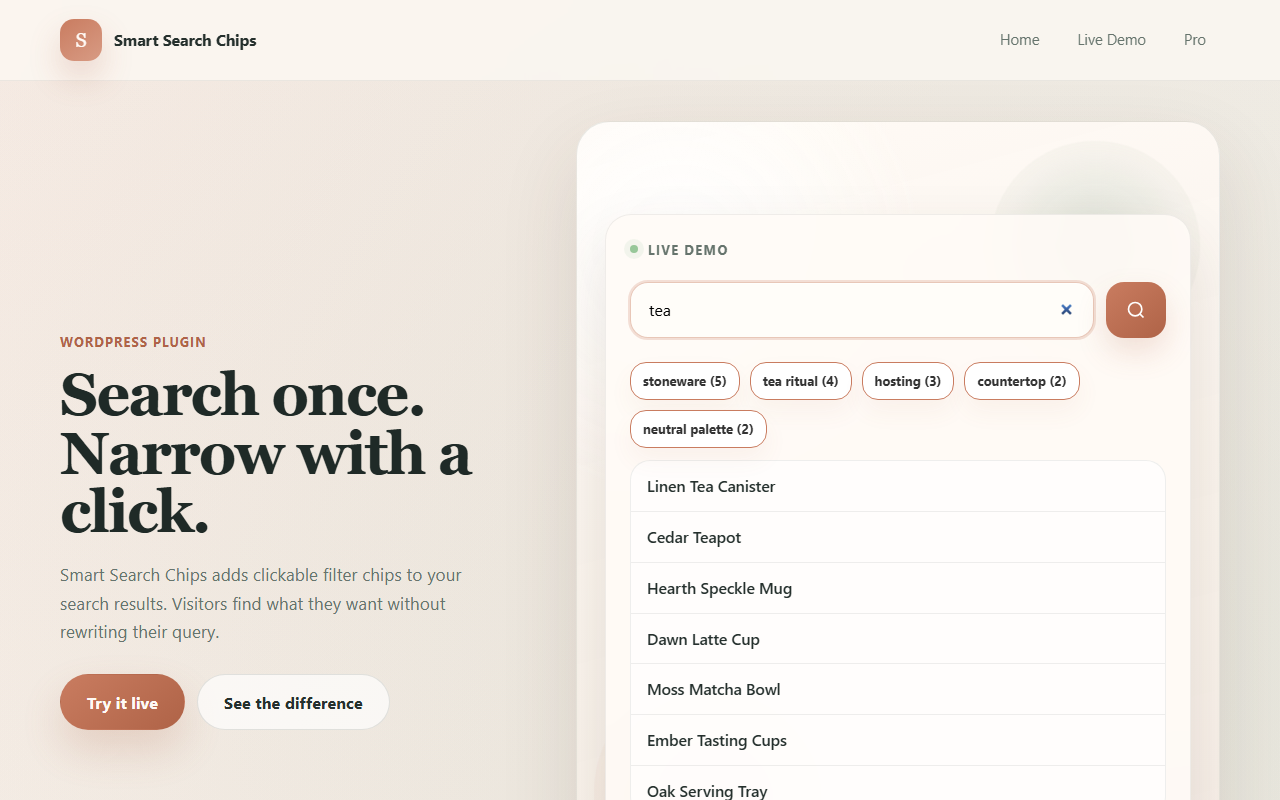 S
Smart Search Chips
Home
Live Demo
Pro
WORDPRESS PLUGIN
Search once.
Narrow with a
click.
Smart Search Chips adds clickable filter chips to your
search results. Visitors find what they want without
rewriting their query.
Try it live
See the difference
LIVE DEMO
tea
stoneware (5)
tea ritual (4)
hosting (3)
countertop (2)
neutral palette (2)
Linen Tea Canister
Cedar Teapot
Hearth Speckle Mug
Dawn Latte Cup
Moss Matcha Bowl
Ember Tasting Cups
Oak Serving Tray